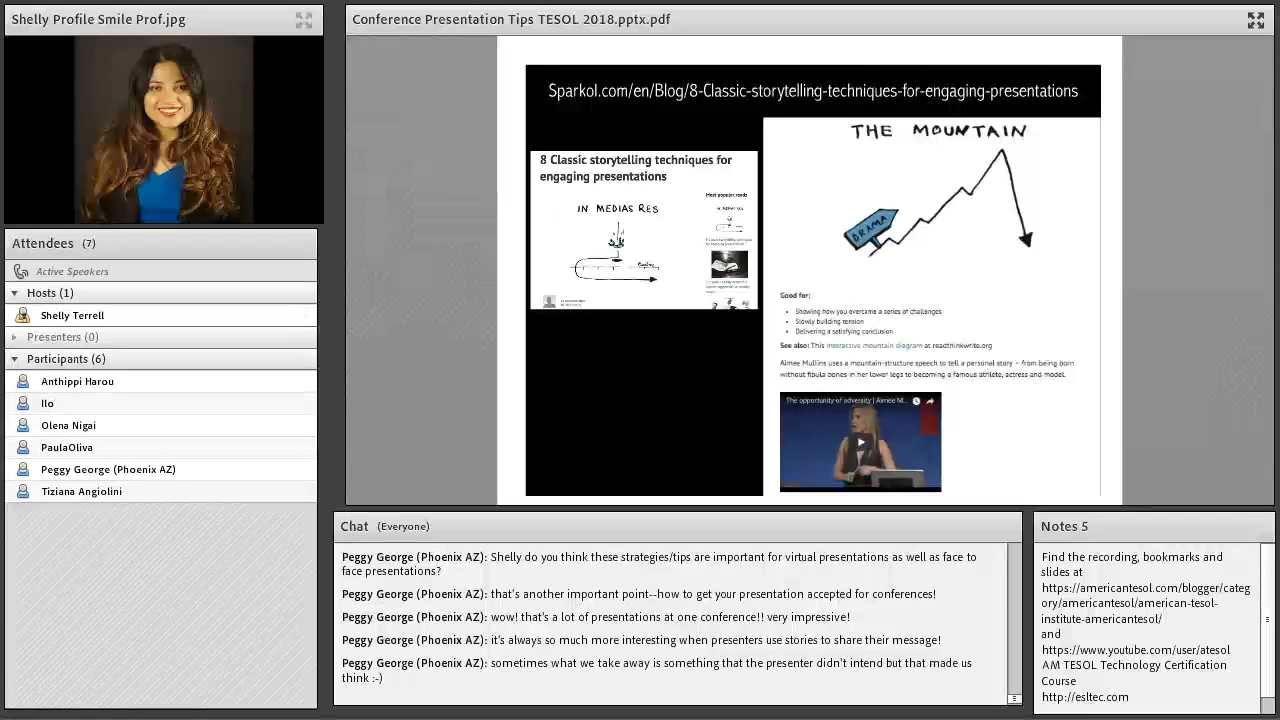 Shelly Profile Smile Prof.jpg
Conference Presentation Tips TESOL 2018.pptx.pdf
Sparkol.com/en/Blog/8-Classic-storytelling-techniques-for-engaging-presentations
8 Classic storytelling techniques for
engaging presentations
IN MEDIAS RES
Most popular reads
THE MOUNTAIN
DRAMA
Good for:
Showing how you overcame a series of challenges
Slowly building tension
Delivering a satisfying conclusion
See also: This interactive mountain diagram at readthinkwrite.org
Aimee Mullins uses a mountain-structure speech to tell a personal story – from being born
without fibula bones in her lower legs to becoming a famous athlete, actress and model.
The opportunity of adversity | Aimee M...
Attendees (7)
Active Speakers
Hosts (1)
Shelly Terrell
Presenters (0)
Participants (6)
Anthippi Harou
Ilo
Olena Nigai
PaulaOliva
Peggy George (Phoenix AZ)
Tiziana Angiolini
Chat (Everyone)
Peggy George (Phoenix AZ): Shelly do you think these strategies/tips are important for virtual presentations as well as face to
face presentations?
Peggy George (Phoenix AZ): that's another important point--how to get your presentation accepted for conferences!
Peggy George (Phoenix AZ): wow! that's a lot of presentations at one conference!! very impressive!
Peggy George (Phoenix AZ): it's always so much more interesting when presenters use stories to share their message!
Peggy George (Phoenix AZ): sometimes what we take away is something that the presenter didn't intend but that made us
think :-)
Notes 5
Find the recording, bookmarks and
slides at
https://americantesol.com/blogger/categ
ory/americantesol/american-tesol-
institute-americantesol/
and
https://www.youtube.com/user/atesol
AM TESOL Technology Certification
Course
http://esltec.com